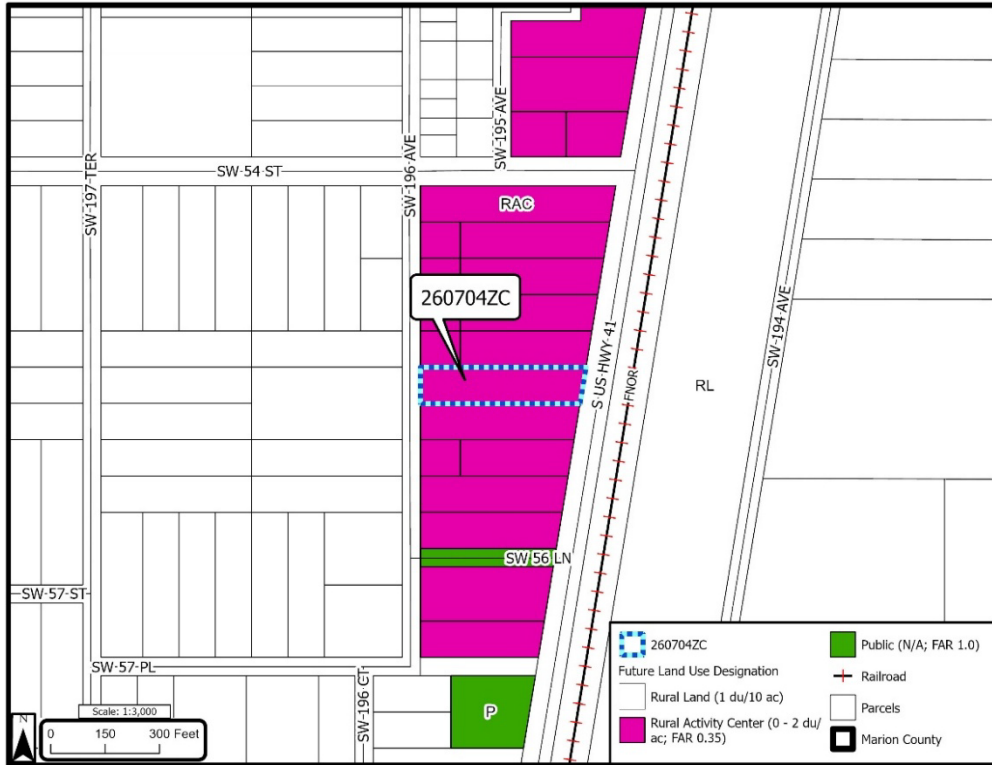 SW 195 AVE
SW 197 TER
SW 54 ST
SW 196 AVE
RAC
260704ZC
S US HWY 41
FNOR
SW 194 AVE
RL
SW 56 LN
SW 57 ST
SW 57 PL
SW 196 CT
P
Scale: 1:3,000
N
0 150 300 Feet
260704ZC
Future Land Use Designation
Rural Land (1 du/10 ac)
Rural Activity Center (0 - 2 du/
ac; FAR 0.35)
Public (N/A; FAR 1.0)
Railroad
Parcels
Marion County